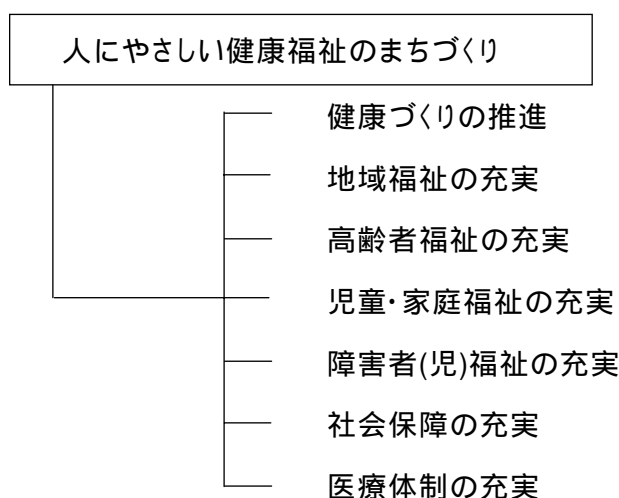 人にやさしい健康福祉のまちづくり
健康づくりの推進
地域福祉の充実
高齢者福祉の充実
児童・家庭福祉の充実
障害者(児)福祉の充実
社会保障の充実
医療体制の充実